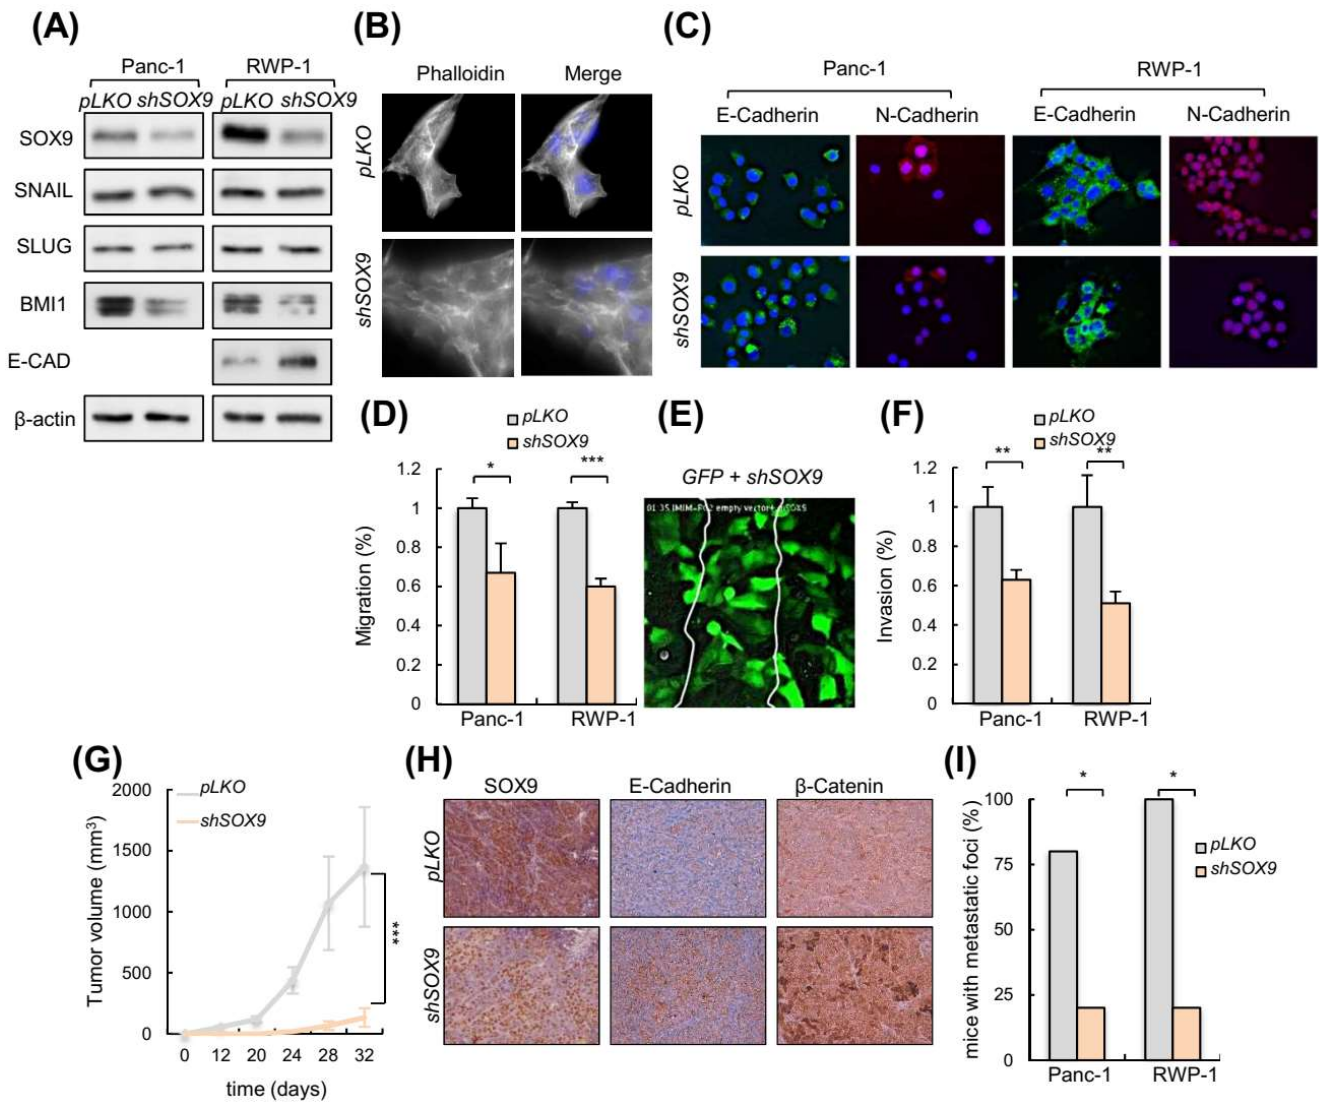 (A)
Panc-1 RWP-1
pLKO shSOX9 pLKO shSOX9
SOX9
SNAIL
SLUG
BMI1
E-CAD
β-actin
(B)
Phalloidin Merge
pLKO
shSOX9
(C)
Panc-1 RWP-1
E-Cadherin N-Cadherin E-Cadherin N-Cadherin
pLKO
shSOX9
(D)
pLKO
shSOX9
* ***
Migration (%)
1.2
1
0.8
0.6
0.4
0.2
0
Panc-1 RWP-1
(E)
GFP + shSOX9
empty vector+
(F)
pLKO
shSOX9
** **
Invasion (%)
1.2
1
0.8
0.6
0.4
0.2
0
Panc-1 RWP-1
(G)
pLKO
shSOX9
Tumor volume (mm³)
2000
1500
1000
500
0
***
0 12 20 24 28 32
time (days)
(H)
SOX9 E-Cadherin β-Catenin
pLKO
shSOX9
(I)
* *
mice with metastatic foci (%)
100
75
50
25
0
pLKO
shSOX9
Panc-1 RWP-1